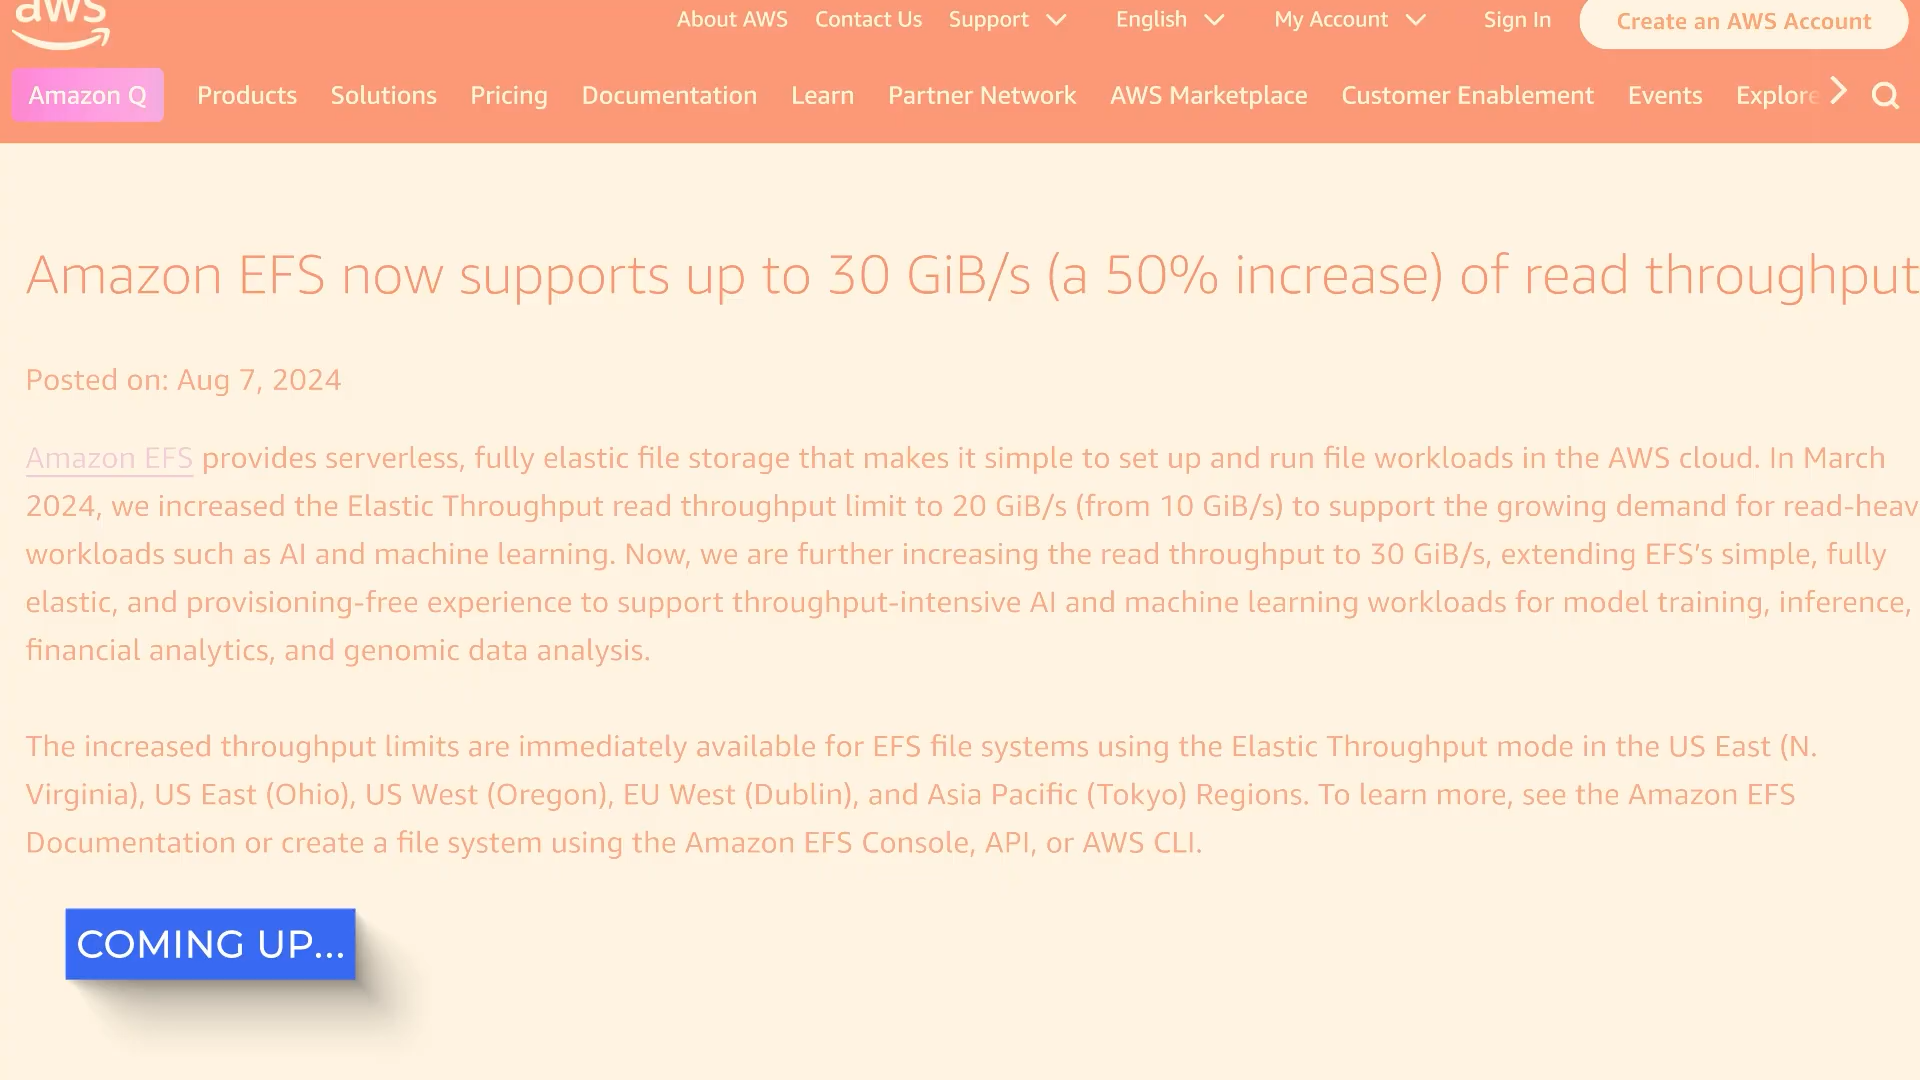 aws
About AWS Contact Us Support English My Account Sign In Create an AWS Account
Amazon Q Products Solutions Pricing Documentation Learn Partner Network AWS Marketplace Customer Enablement Events Explore
Amazon EFS now supports up to 30 GiB/s (a 50% increase) of read throughput
Posted on: Aug 7, 2024
Amazon EFS provides serverless, fully elastic file storage that makes it simple to set up and run file workloads in the AWS cloud. In March
2024, we increased the Elastic Throughput read throughput limit to 20 GiB/s (from 10 GiB/s) to support the growing demand for read-heav
workloads such as AI and machine learning. Now, we are further increasing the read throughput to 30 GiB/s, extending EFS’s simple, fully
elastic, and provisioning-free experience to support throughput-intensive AI and machine learning workloads for model training, inference,
financial analytics, and genomic data analysis.
The increased throughput limits are immediately available for EFS file systems using the Elastic Throughput mode in the US East (N.
Virginia), US East (Ohio), US West (Oregon), EU West (Dublin), and Asia Pacific (Tokyo) Regions. To learn more, see the Amazon EFS
Documentation or create a file system using the Amazon EFS Console, API, or AWS CLI.
COMING UP...